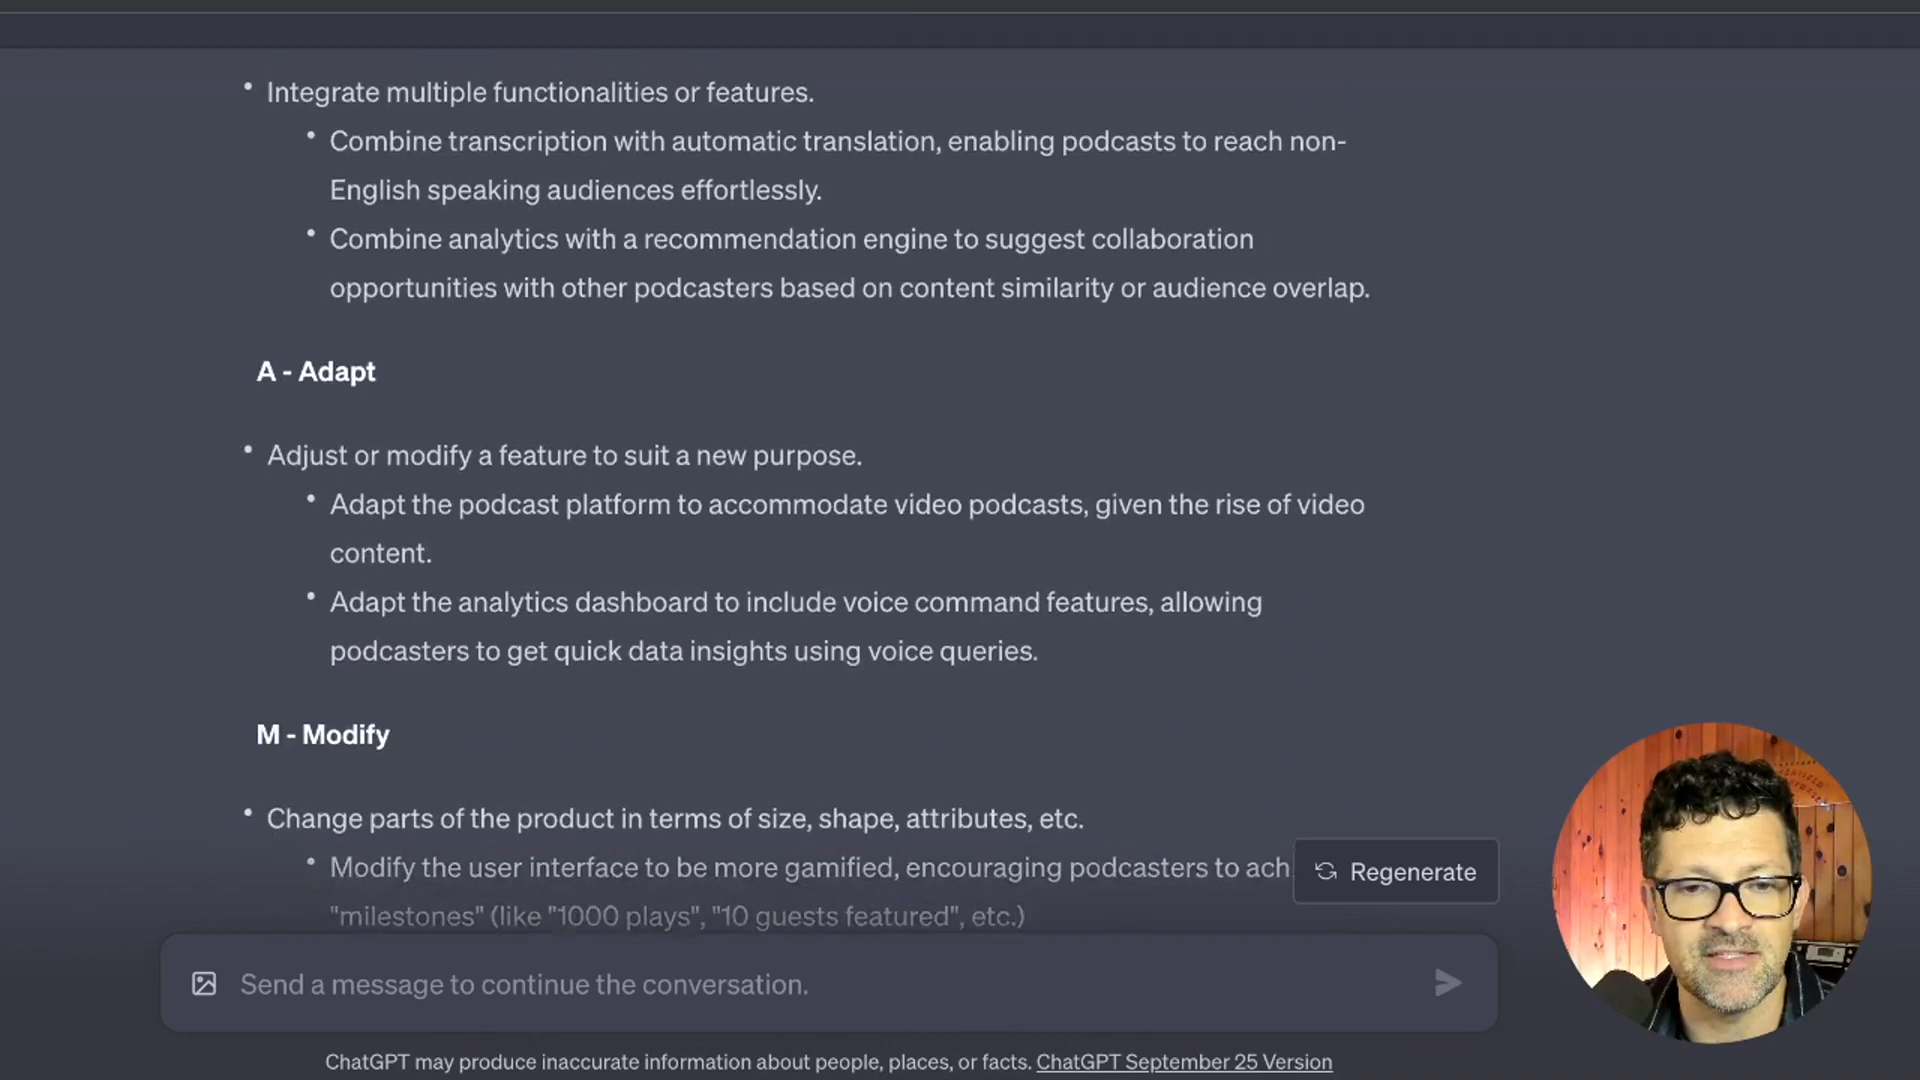 Integrate multiple functionalities or features.
Combine transcription with automatic translation, enabling podcasts to reach non-
English speaking audiences effortlessly.
Combine analytics with a recommendation engine to suggest collaboration
opportunities with other podcasters based on content similarity or audience overlap.
A - Adapt
Adjust or modify a feature to suit a new purpose.
Adapt the podcast platform to accommodate video podcasts, given the rise of video
content.
Adapt the analytics dashboard to include voice command features, allowing
podcasters to get quick data insights using voice queries.
M - Modify
Change parts of the product in terms of size, shape, attributes, etc.
Modify the user interface to be more gamified, encouraging podcasters to ach
Regenerate
"milestones" (like "1000 plays", "10 guests featured", etc.)
Send a message to continue the conversation.
ChatGPT may produce inaccurate information about people, places, or facts. ChatGPT September 25 Version